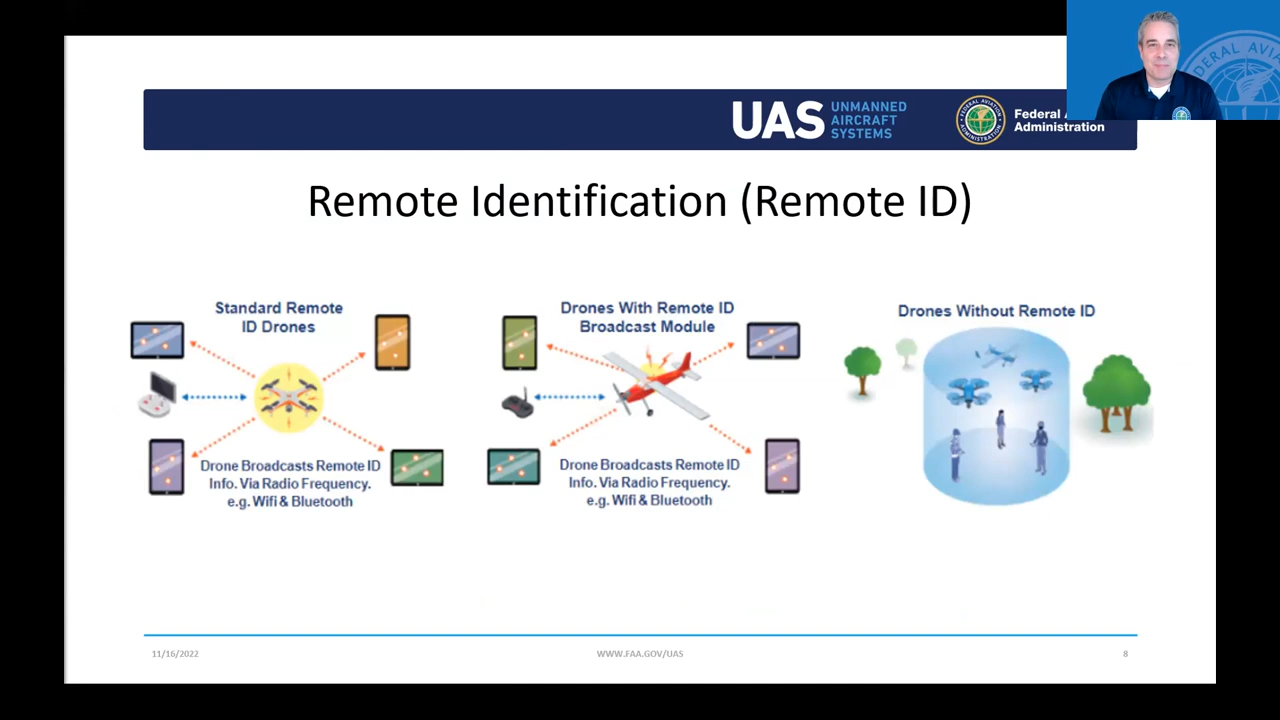 UAS
UNMANNED
AIRCRAFT
SYSTEMS
Federal
Administration
Remote Identification (Remote ID)
Standard Remote
ID Drones
Drone Broadcasts Remote ID
Info. Via Radio Frequency.
e.g. Wifi & Bluetooth
Drones With Remote ID
Broadcast Module
Drone Broadcasts Remote ID
Info. Via Radio Frequency.
e.g. Wifi & Bluetooth
Drones Without Remote ID
11/16/2022
WWW.FAA.GOV/UAS
8